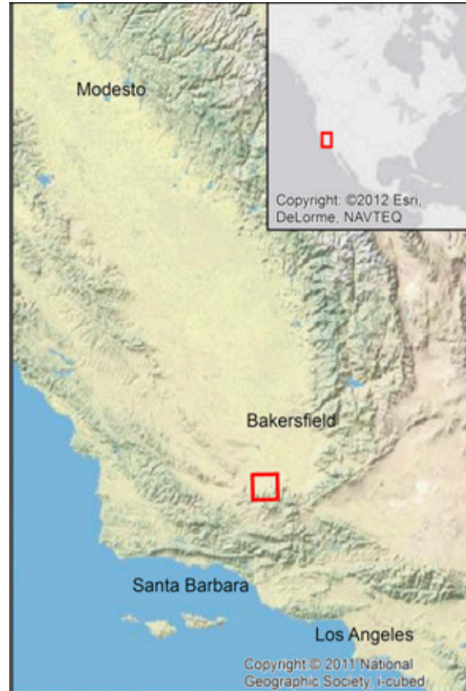 Modesto
Copyright: ©2012 Esri,
DeLorme, NAVTEQ
Bakersfield
Santa Barbara
Los Angeles
Copyright © 2011 National
Geographic Society, i-cubed